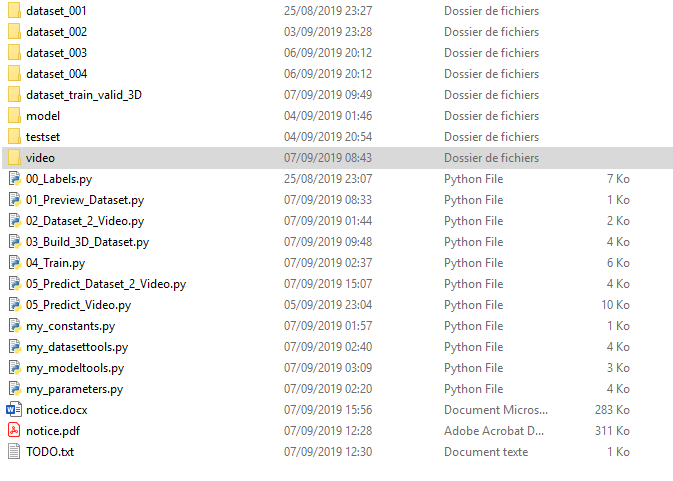 dataset_001 25/08/2019 23:27 Dossier de fichiers
dataset_002 03/09/2019 23:28 Dossier de fichiers
dataset_003 06/09/2019 20:12 Dossier de fichiers
dataset_004 06/09/2019 20:12 Dossier de fichiers
dataset_train_valid_3D 07/09/2019 09:49 Dossier de fichiers
model 04/09/2019 01:46 Dossier de fichiers
testset 04/09/2019 20:54 Dossier de fichiers
video 07/09/2019 08:43 Dossier de fichiers
00_Labels.py 25/08/2019 23:07 Python File 7 Ko
01_Preview_Dataset.py 07/09/2019 08:33 Python File 1 Ko
02_Dataset_2_Video.py 07/09/2019 01:44 Python File 2 Ko
03_Build_3D_Dataset.py 07/09/2019 09:48 Python File 4 Ko
04_Train.py 07/09/2019 02:37 Python File 6 Ko
05_Predict_Dataset_2_Video.py 07/09/2019 15:07 Python File 4 Ko
05_Predict_Video.py 05/09/2019 23:04 Python File 10 Ko
my_constants.py 07/09/2019 01:57 Python File 1 Ko
my_datasettools.py 07/09/2019 02:40 Python File 4 Ko
my_modeltools.py 07/09/2019 03:09 Python File 3 Ko
my_parameters.py 07/09/2019 02:20 Python File 4 Ko
notice.docx 07/09/2019 15:56 Document Micros... 283 Ko
notice.pdf 07/09/2019 12:28 Adobe Acrobat D... 311 Ko
TODO.txt 07/09/2019 12:30 Document texte 1 Ko